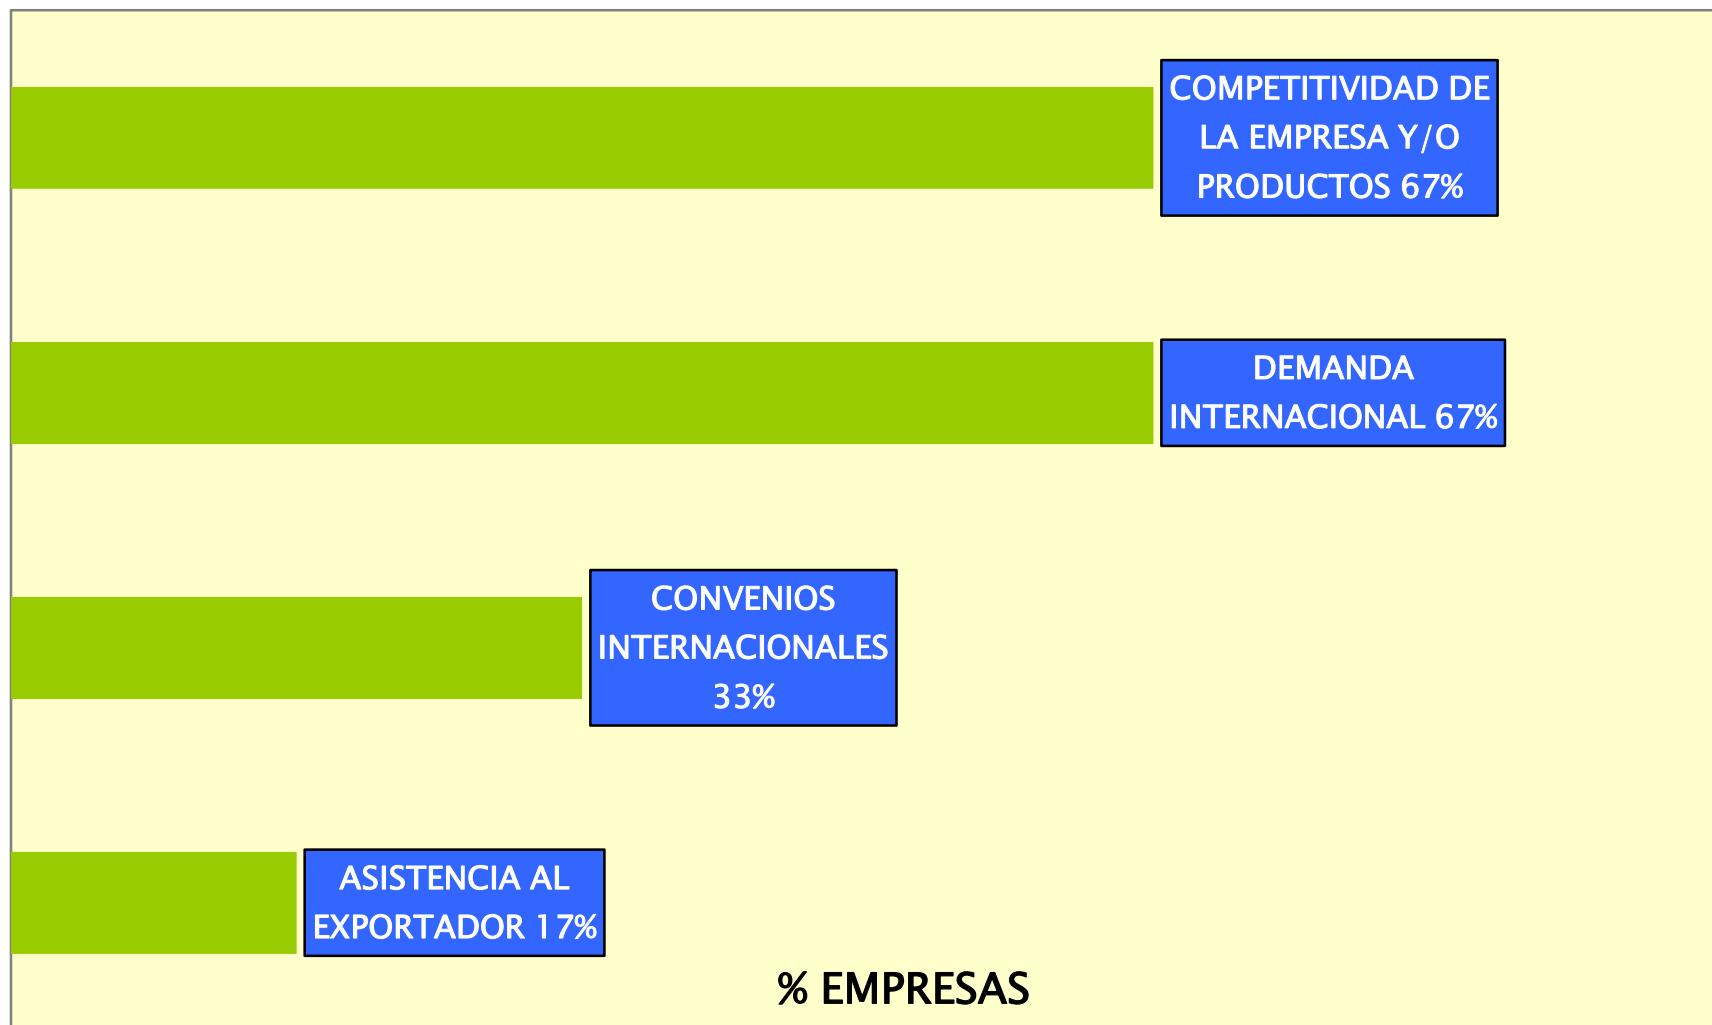 COMPETITIVIDAD DE
LA EMPRESA Y/O
PRODUCTOS 67%
DEMANDA
INTERNACIONAL 67%
CONVENIOS
INTERNACIONALES
33%
ASISTENCIA AL
EXPORTADOR 17%
% EMPRESAS